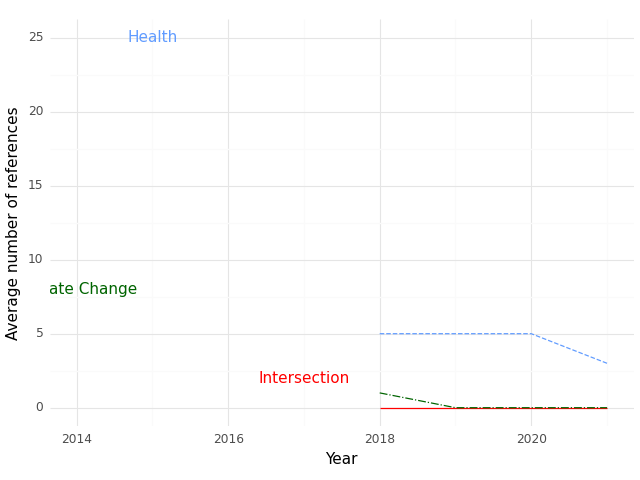 25
Health
20
15
10
ate Change
5
Intersection
0
2014 2016 2018 2020
Year
Average number of references